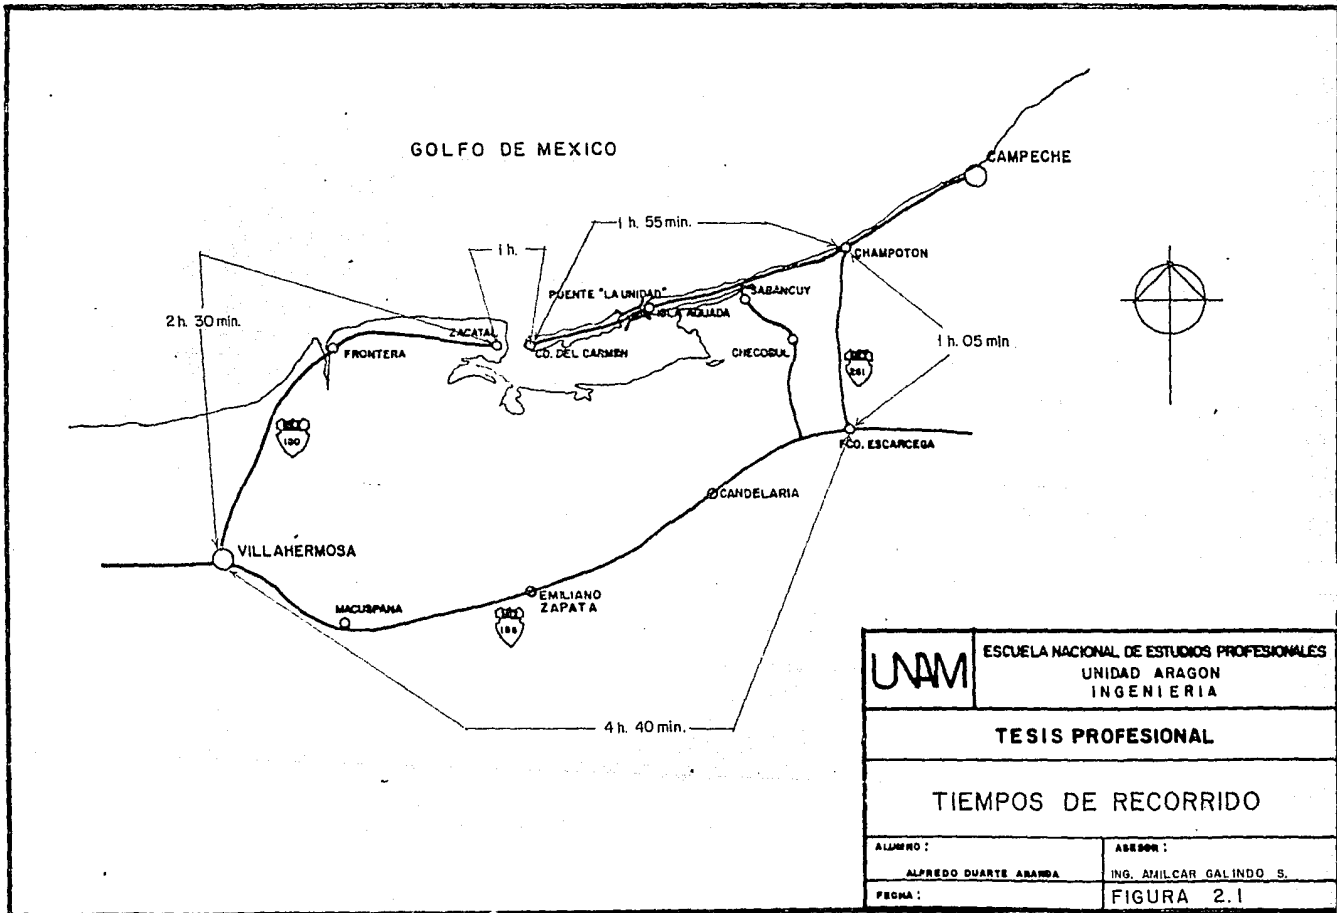 GOLFO DE MEXICO
CAMPECHE
1 h. 55 min.
1 h.
CHAMPOTON
PUENTE "LA UNIDAD"
SABANCUY
ISLA AGUADA
2 h. 30 min.
ZACATAL
FRONTERA
CD. DEL CARMEN
CHECOBUL
1 h. 05 min
261
180
FCO. ESCARCEGA
CANDELARIA
VILLAHERMOSA
EMILIANO
ZAPATA
MACUSPANA
186
4 h. 40 min.
UNAM
ESCUELA NACIONAL DE ESTUDIOS PROFESIONALES
UNIDAD ARAGON
INGENIERIA
TESIS PROFESIONAL
TIEMPOS DE RECORRIDO
ALUMNO:
ALFREDO DUARTE ARANDA
ASESOR:
ING. AMILCAR GALINDO S.
FECHA:
FIGURA 2.1